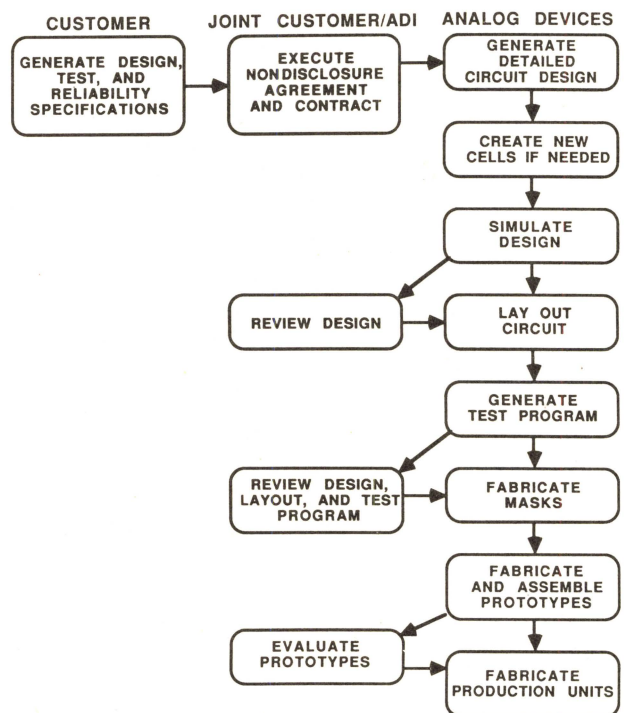 CUSTOMER
JOINT CUSTOMER/ADI
ANALOG DEVICES
GENERATE DESIGN,
TEST, AND
RELIABILITY
SPECIFICATIONS
EXECUTE
NONDISCLOSURE
AGREEMENT
AND CONTRACT
GENERATE
DETAILED
CIRCUIT DESIGN
CREATE NEW
CELLS IF NEEDED
SIMULATE
DESIGN
REVIEW DESIGN
LAY OUT
CIRCUIT
GENERATE
TEST PROGRAM
REVIEW DESIGN,
LAYOUT, AND TEST
PROGRAM
FABRICATE
MASKS
FABRICATE
AND ASSEMBLE
PROTOTYPES
EVALUATE
PROTOTYPES
FABRICATE
PRODUCTION UNITS